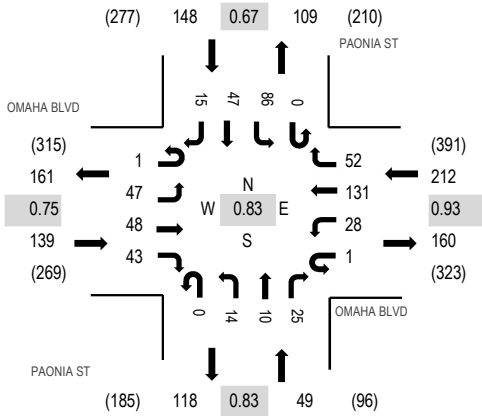 (277) 148 0.67 109 (210)
PAONIA ST
15 47 86 0
OMAHA BLVD
(315)
161
0.75
139
(269)
1
47
48
43
N
W 0.83 E
S
52
131
28
1
(391)
212
0.93
160
(323)
0 14 10 25
OMAHA BLVD
PAONIA ST
(185) 118 0.83 49 (96)